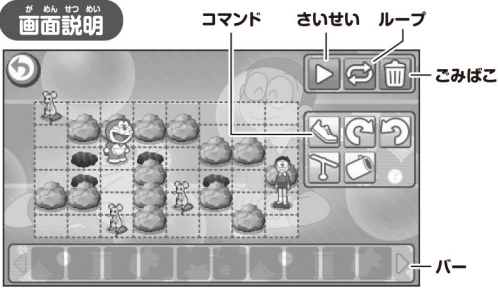 が めん せつ めい
画面説明
コマンド
さいせい
ループ
ごみばこ
バー